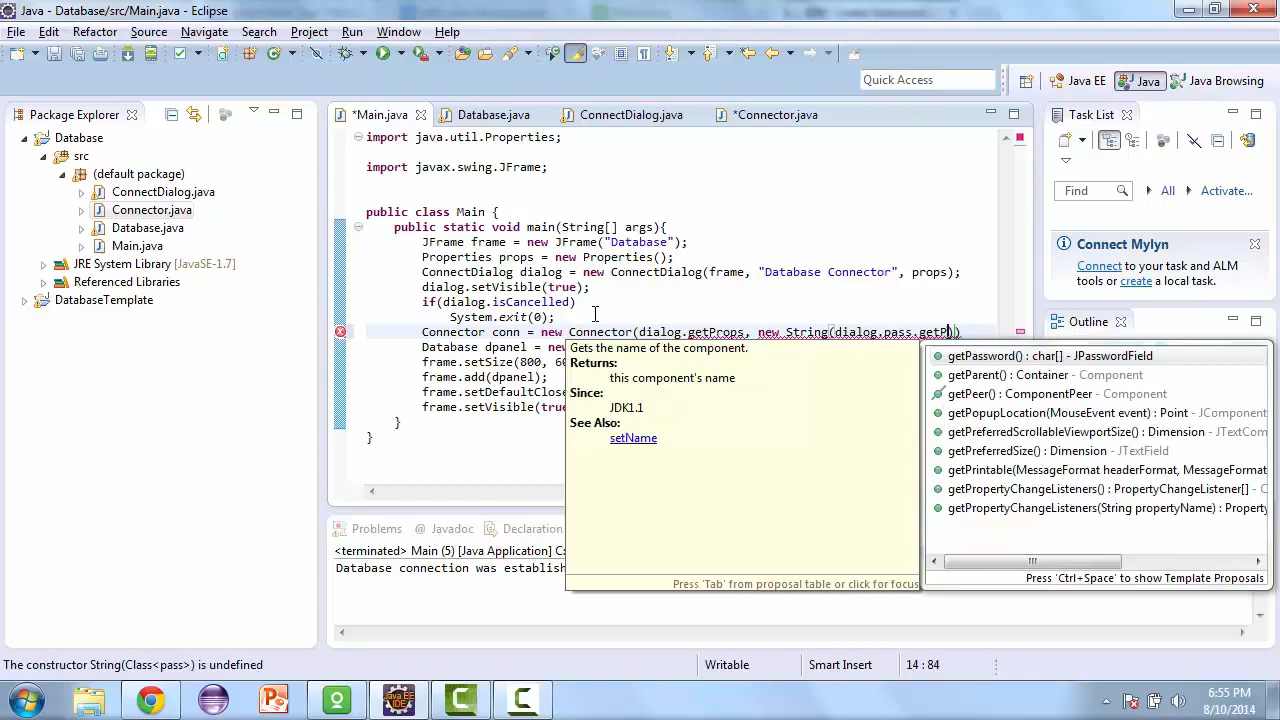 Java - Database/src/Main.java - Eclipse
File Edit Refactor Source Navigate Search Project Run Window Help
Quick Access
Java EE Java Java Browsing
Package Explorer
*Main.java Database.java ConnectDialog.java *Connector.java
Task List
Database
src
(default package)
ConnectDialog.java
Connector.java
Database.java
Main.java
JRE System Library [JavaSE-1.7]
Referenced Libraries
DatabaseTemplate
import java.util.Properties;
import javax.swing.JFrame;
public class Main {
public static void main(String[] args){
JFrame frame = new JFrame("Database");
Properties props = new Properties();
ConnectDialog dialog = new ConnectDialog(frame, "Database Connector", props);
dialog.setVisible(true);
if(dialog.isCancelled)
System.exit(0);
Connector conn = new Connector(dialog.getProps, new String(dialog.pass.getP))
Database dpanel = new
frame.setSize(800, 60
frame.add(dpanel);
frame.setDefaultClose
frame.setVisible(true
}
}
Find All Activate...
Connect Mylyn
Connect to your task and ALM
tools or create a local task.
Outline
Gets the name of the component.
Returns:
this component's name
Since:
JDK1.1
See Also:
setName
Press 'Tab' from proposal table or click for focus
getPassword() : char[] - JPasswordField
getParent() : Container - Component
getPeer() : ComponentPeer - Component
getPopupLocation(MouseEvent event) : Point - JComponent
getPreferredScrollableViewportSize() : Dimension - JTextCom
getPreferredSize() : Dimension - JTextField
getPrintable(MessageFormat headerFormat, MessageFormat
getPropertyChangeListeners() : PropertyChangeListener[] - C
getPropertyChangeListeners(String propertyName) : Property
Press 'Ctrl+Space' to show Template Proposals
Problems Javadoc Declaration
<terminated> Main (5) [Java Application] C:
Database connection was establish
The constructor String(Class<pass>) is undefined
Writable Smart Insert 14 : 84
6:55 PM
8/10/2014